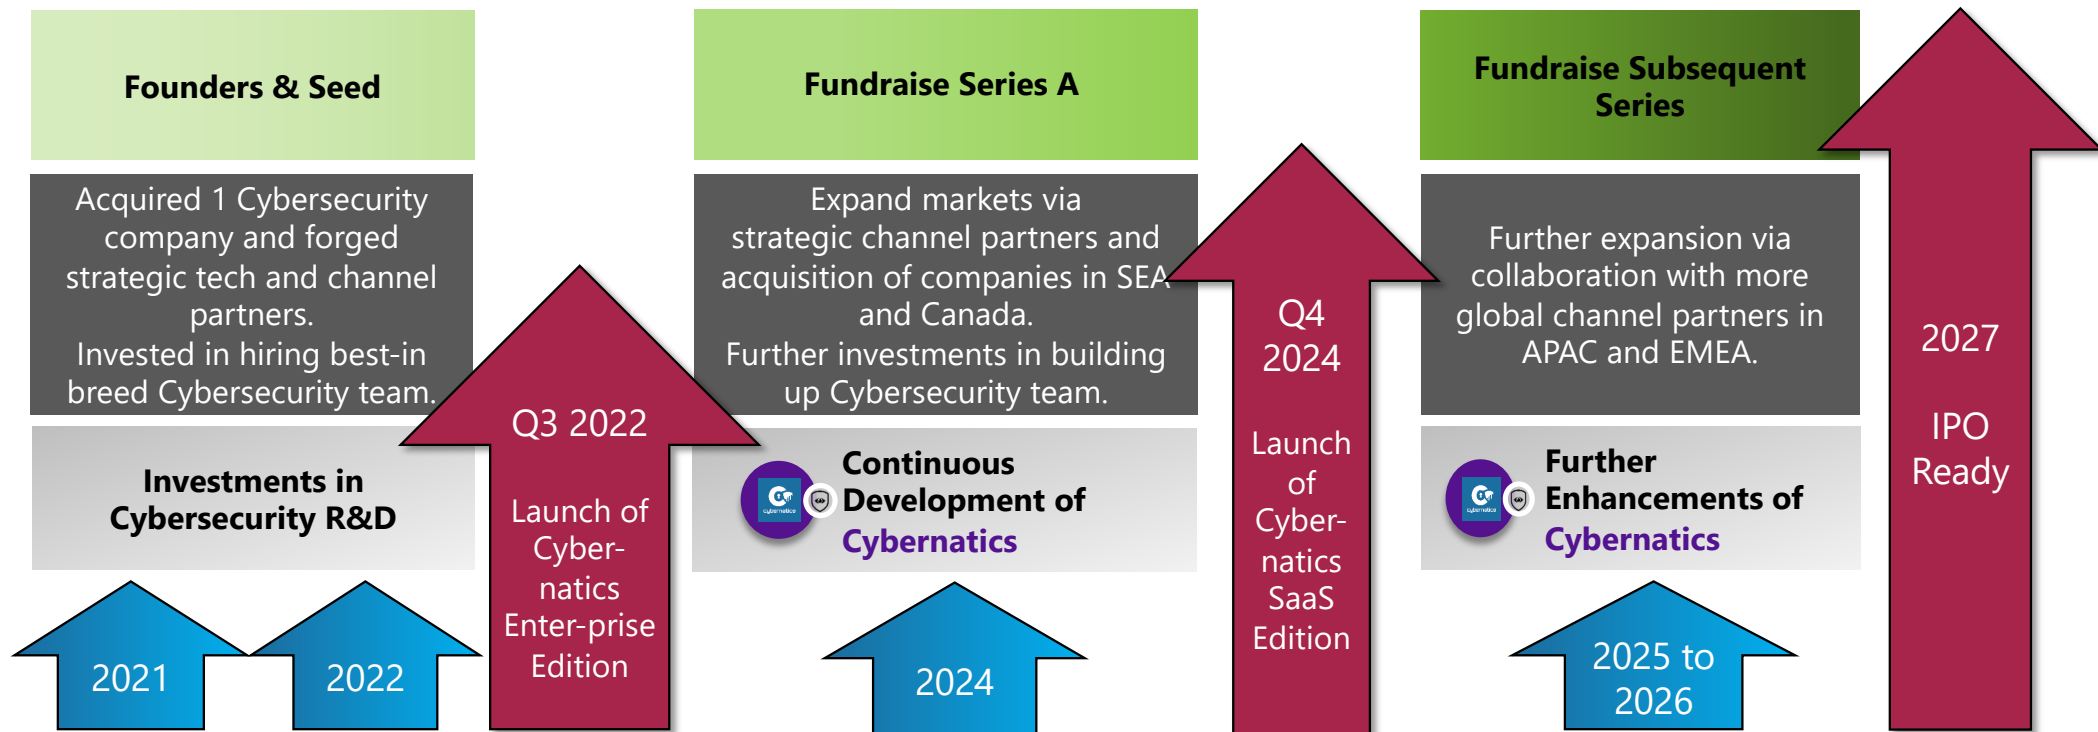 Founders & Seed
Acquired 1 Cybersecurity
company and forged
strategic tech and channel
partners.
Invested in hiring best-in
breed Cybersecurity team.
Investments in
Cybersecurity R&D
2021
2022
Q3 2022
Launch of
Cyber-
natics
Enter-prise
Edition
Fundraise Series A
Expand markets via
strategic channel partners and
acquisition of companies in SEA
and Canada.
Further investments in building
up Cybersecurity team.
cybernatics
Continuous
Development of
Cybernatics
2024
Q4
2024
Launch
of
Cyber-
natics
SaaS
Edition
Fundraise Subsequent
Series
Further expansion via
collaboration with more
global channel partners in
APAC and EMEA.
cybernatics
Further
Enhancements of
Cybernatics
2025 to
2026
2027
IPO
Ready